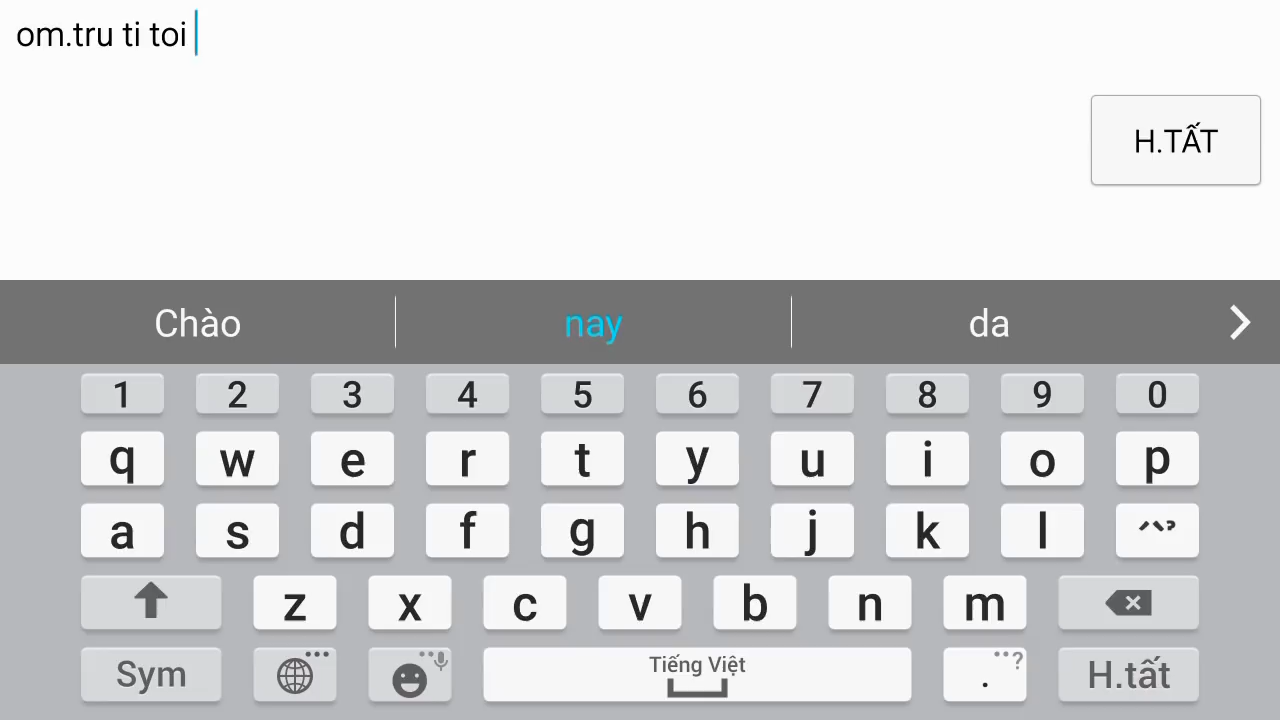 om.tru ti toi
H.TẤT
Chào nay da
1 2 3 4 5 6 7 8 9 0
q w e r t y u i o p
a s d f g h j k l ^~?
z x c v b n m
Sym Tiếng Việt . ? H.tất